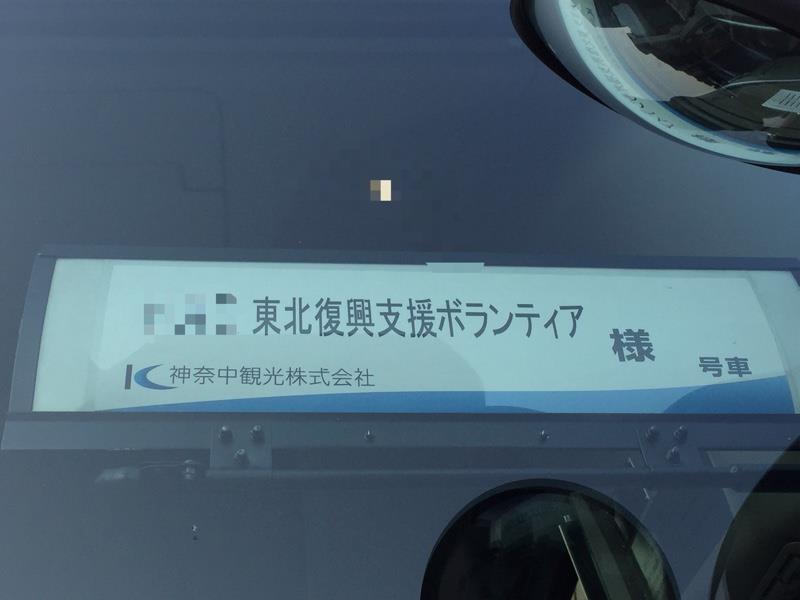 東北復興支援ボランティア 様
神奈中観光株式会社 号車